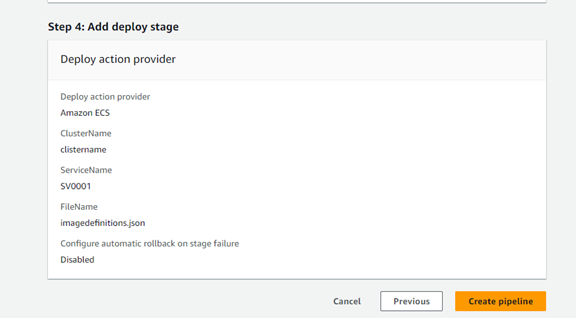 Step 4: Add deploy stage
Deploy action provider
Deploy action provider
Amazon ECS
ClusterName
clistername
ServiceName
SV0001
FileName
imagedefinitions.json
Configure automatic rollback on stage failure
Disabled
Cancel
Previous
Create pipeline